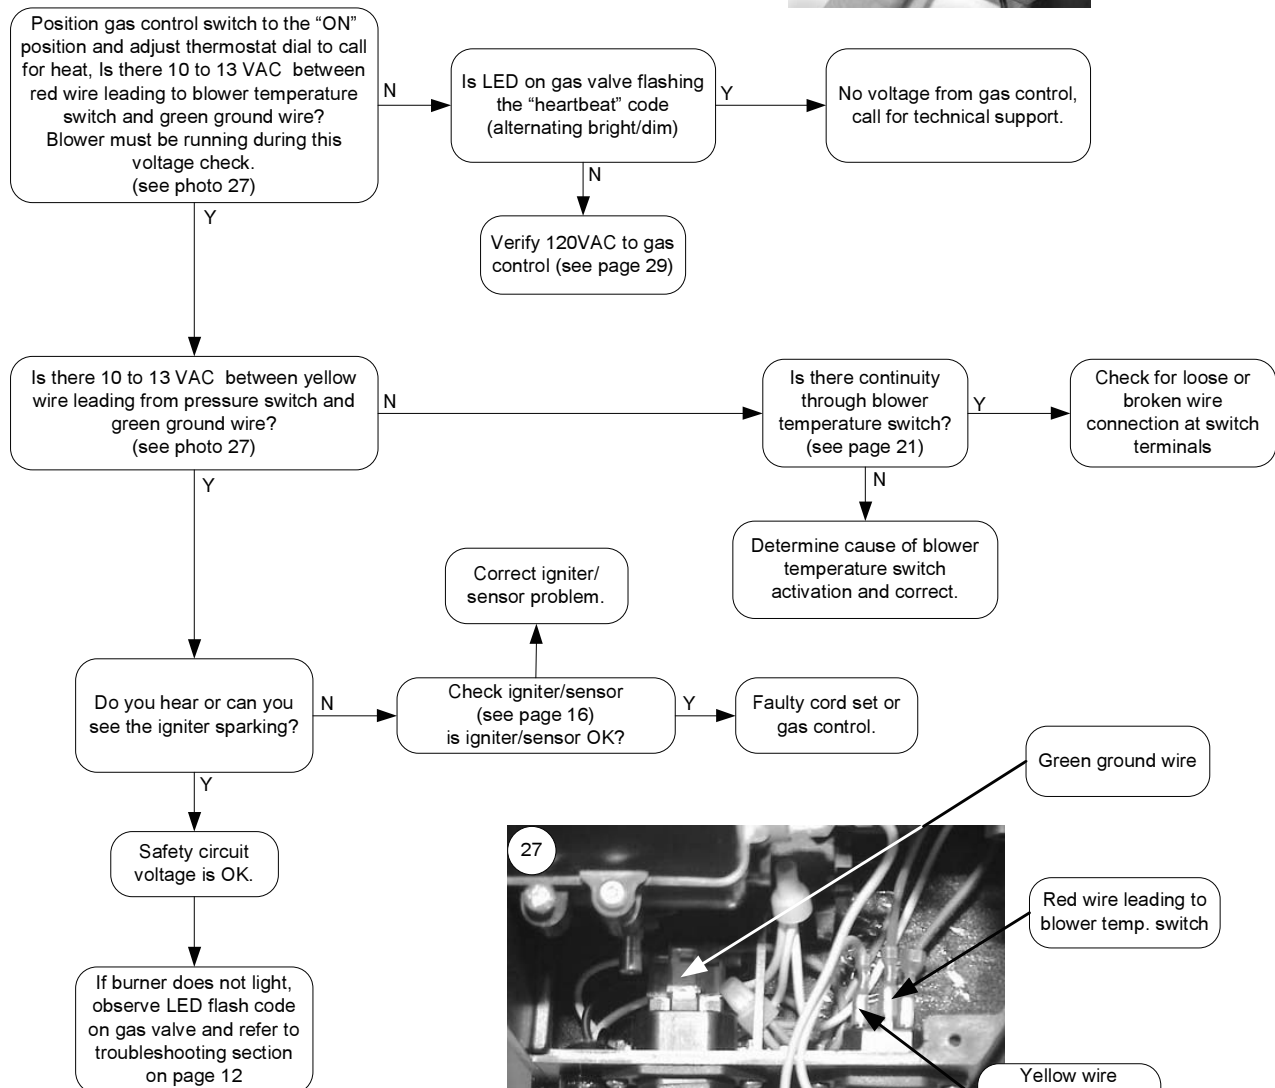 Position gas control switch to the “ON”
position and adjust thermostat dial to call
for heat, Is there 10 to 13 VAC between
red wire leading to blower temperature
switch and green ground wire?
Blower must be running during this
voltage check.
(see photo 27)
N
Is LED on gas valve flashing
the “heartbeat” code
(alternating bright/dim)
Y
No voltage from gas control,
call for technical support.
N
Verify 120VAC to gas
control (see page 29)
Y
Is there 10 to 13 VAC between yellow
wire leading from pressure switch and
green ground wire?
(see photo 27)
N
Is there continuity
through blower
temperature switch?
(see page 21)
Y
Check for loose or
broken wire
connection at switch
terminals
N
Determine cause of blower
temperature switch
activation and correct.
Y
Correct igniter/
sensor problem.
Do you hear or can you
see the igniter sparking?
N
Check igniter/sensor
(see page 16)
is igniter/sensor OK?
Y
Faulty cord set or
gas control.
Y
Safety circuit
voltage is OK.
If burner does not light,
observe LED flash code
on gas valve and refer to
troubleshooting section
on page 12
27
Green ground wire
Red wire leading to
blower temp. switch
Yellow wire